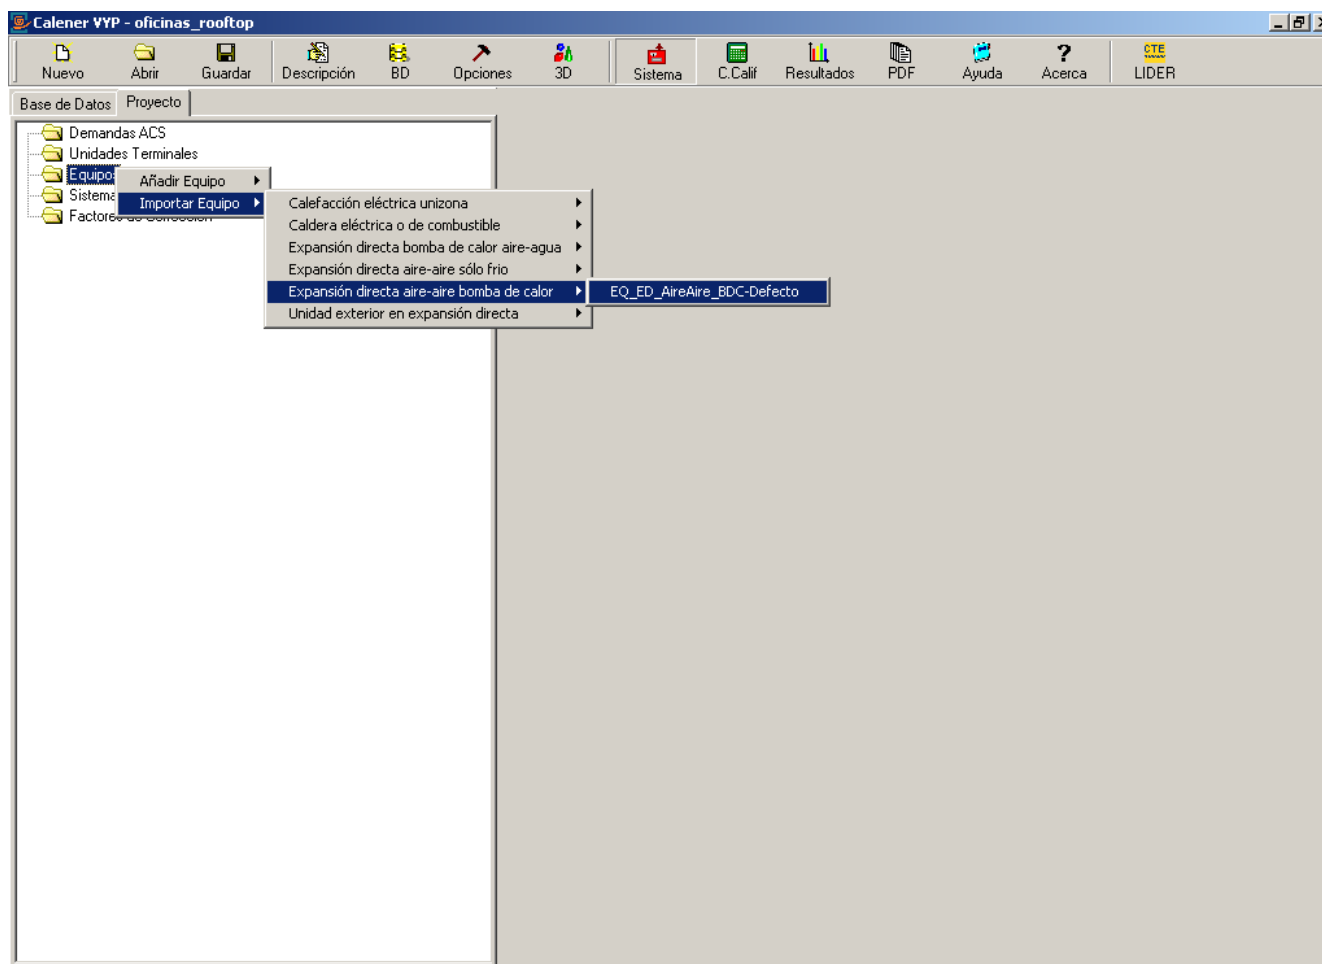 Calener VYP - oficinas_rooftop
Nuevo Abrir Guardar Descripción BD Opciones 3D Sistema C.Calif Resultados PDF Ayuda ? Acerca CTE LIDER
Base de Datos Proyecto
Demandas ACS
Unidades Terminales
Equipo
Añadir Equipo
Sistema
Importar Equipo
Calefacción eléctrica unizona
Factores
Caldera eléctrica o de combustible
Expansión directa bomba de calor aire-agua
Expansión directa aire-aire sólo frio
Expansión directa aire-aire bomba de calor
EQ_ED_AireAire_BDC-Defecto
Unidad exterior en expansión directa